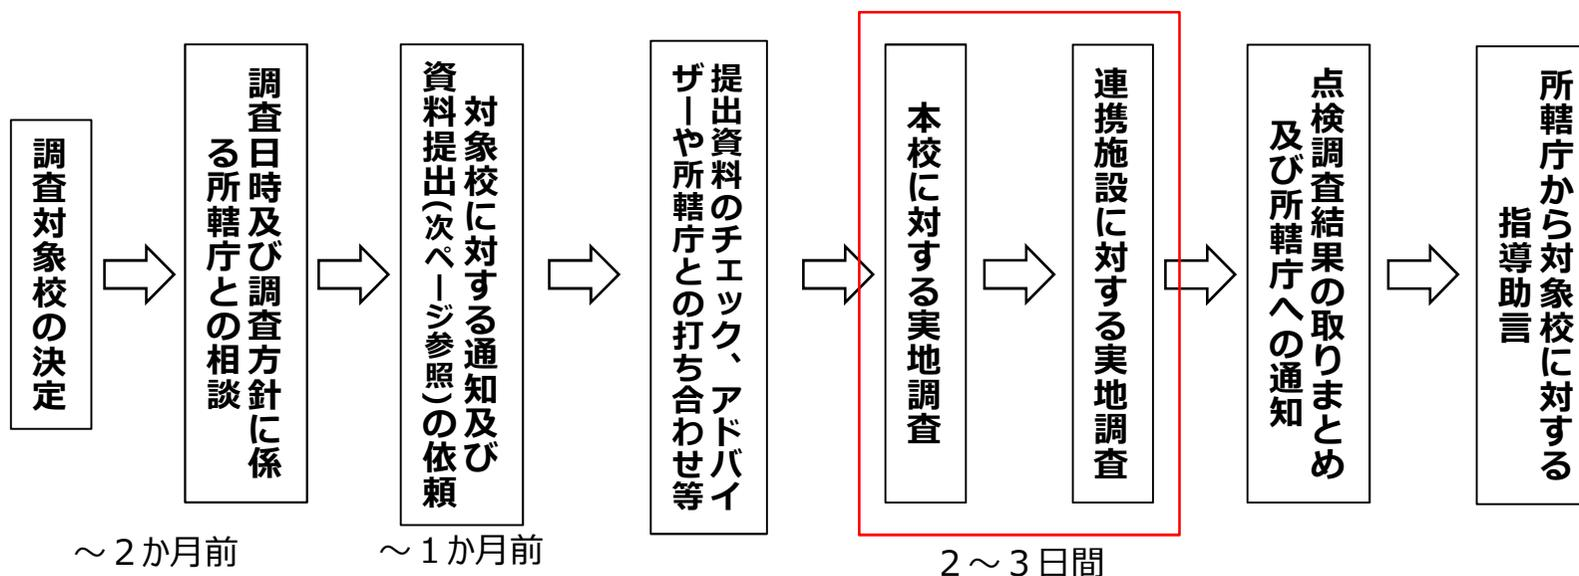 調査対象校の決定
調査日時及び調査方針に係
る所轄庁との相談
対象校に対する通知及び
資料提出(次ページ参照)の依頼
提出資料のチェック、アドバイ
ザーや所轄庁との打ち合わせ等
本校に対する実地調査
連携施設に対する実地調査
点検調査結果の取りまとめ
及び所轄庁への通知
所轄庁から対象校に対する
指導助言
~2か月前
~1か月前
2~3日間